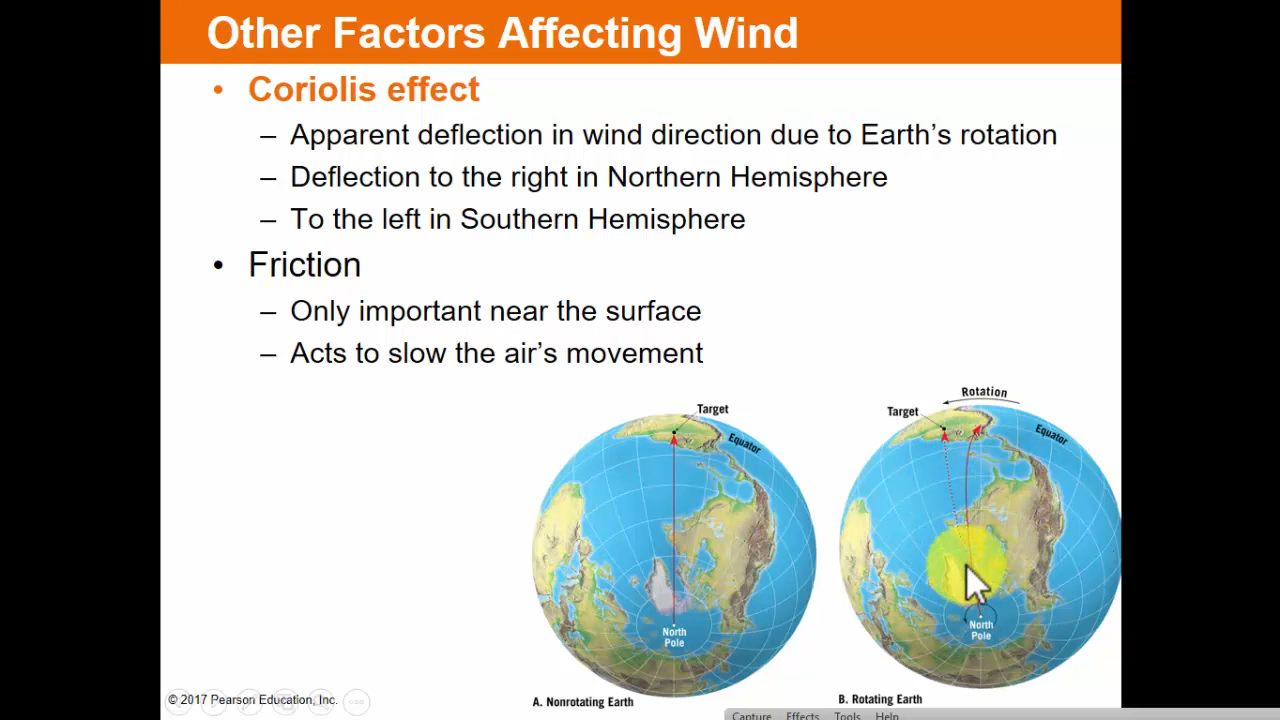 Other Factors Affecting Wind
• Coriolis effect
– Apparent deflection in wind direction due to Earth’s rotation
– Deflection to the right in Northern Hemisphere
– To the left in Southern Hemisphere
• Friction
– Only important near the surface
– Acts to slow the air’s movement
Target
Equator
North
Pole
A. Nonrotating Earth
Rotation
Target
Equator
North
Pole
B. Rotating Earth
© 2017 Pearson Education, Inc.
Capture Effects Tools Help